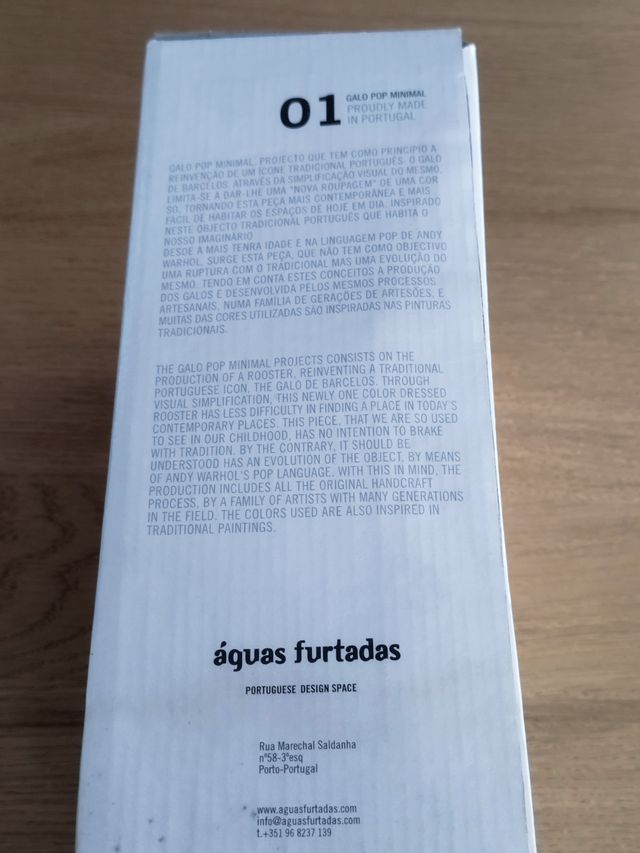 01
GALO POP MINIMAL
PROUDLY MADE
IN PORTUGAL
GALO POP MINIMAL, PROJECTO QUE TEM COMO PRINCÍPIO A
REINVENÇÃO DE UM ÍCONE TRADICIONAL PORTUGUÊS. O GALO
DE BARCELOS. ATRAVÉS DA SIMPLIFICAÇÃO VISUAL DO MESMO,
LIMITA-SE A DAR-LHE UMA "NOVA ROUPAGEM" DE UMA COR
SO, TORNANDO ESTA PEÇA MAIS CONTEMPORÂNEA E MAIS
FACIL DE HABITAR OS ESPAÇOS DE HOJE EM DIA. INSPIRADO
NESTE OBJECTO TRADICIONAL PORTUGUÊS QUE HABITA O
NOSSO IMAGINÁRIO
DESDE A MAIS TENRA IDADE E NA LINGUAGEM POP DE ANDY
WARHOL, SURGE ESTA PEÇA, QUE NÃO TEM COMO OBJECTIVO
UMA RUPTURA COM O TRADICIONAL MAS UMA EVOLUÇÃO DO
MESMO. TENDO EM CONTA ESTES CONCEITOS A PRODUÇÃO
DOS GALOS É DESENVOLVIDA PELOS MESMOS PROCESSOS
ARTESANAIS, NUMA FAMÍLIA DE GERAÇÕES DE ARTESÕES, E
MUITAS DAS CORES UTILIZADAS SÃO INSPIRADAS NAS PINTURAS
TRADICIONAIS.
THE GALO POP MINIMAL PROJECTS CONSISTS ON THE
PRODUCTION OF A ROOSTER, REINVENTING A TRADITIONAL
PORTUGUESE ICON, THE GALO DE BARCELOS. THROUGH
VISUAL SIMPLIFICATION, THIS NEWLY ONE COLOR DRESSED
ROOSTER HAS LESS DIFFICULTY IN FINDING A PLACE IN TODAY'S
CONTEMPORARY PLACES. THIS PIECE, THAT WE ARE SO USED
TO SEE IN OUR CHILDHOOD, HAS NO INTENTION TO BRAKE
WITH TRADITION. BY THE CONTRARY, IT SHOULD BE
UNDERSTOOD HAS AN EVOLUTION OF THE OBJECT, BY MEANS
OF ANDY WARHOL'S POP LANGUAGE. WITH THIS IN MIND, THE
PRODUCTION INCLUDES ALL THE ORIGINAL HANDCRAFT
PROCESS, BY A FAMILY OF ARTISTS WITH MANY GENERATIONS
IN THE FIELD. THE COLORS USED ARE ALSO INSPIRED IN
TRADITIONAL PAINTINGS.
águas furtadas
PORTUGUESE DESIGN SPACE
Rua Marechal Saldanha
nº58-3ºesq
Porto-Portugal
www.aguasfurtadas.com
info@aguasfurtadas.com
t.+351 96 8237 139